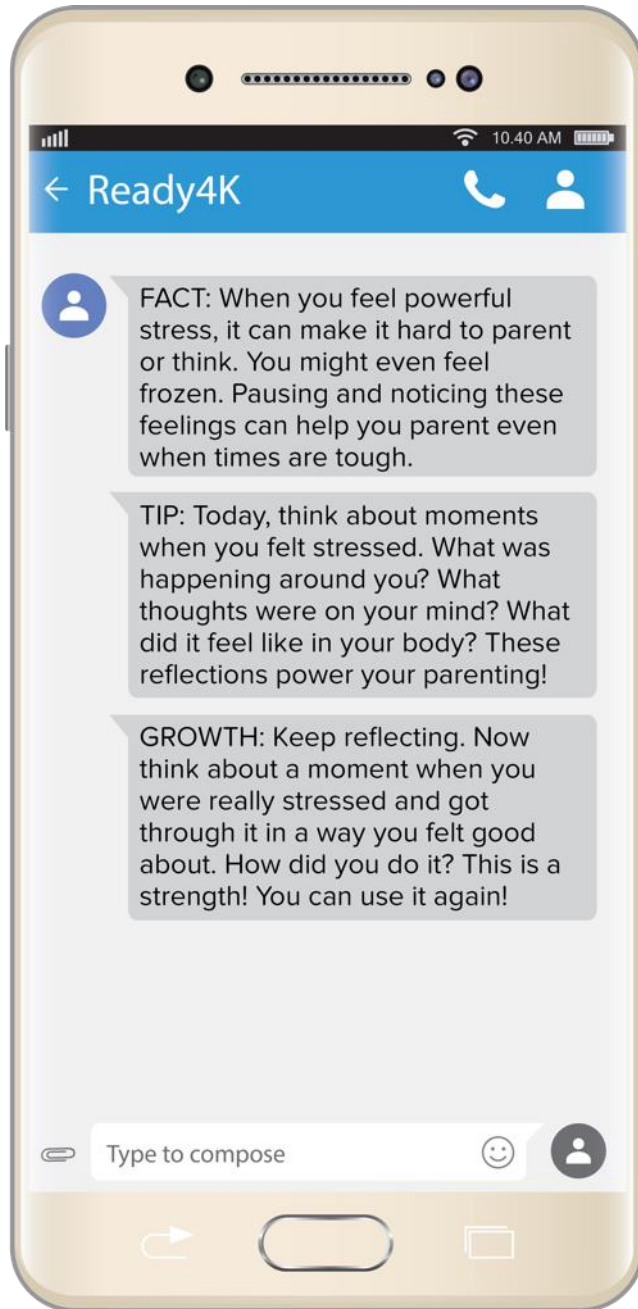 10.40 AM
Ready4K
FACT: When you feel powerful
stress, it can make it hard to parent
or think. You might even feel
frozen. Pausing and noticing these
feelings can help you parent even
when times are tough.
TIP: Today, think about moments
when you felt stressed. What was
happening around you? What
thoughts were on your mind? What
did it feel like in your body? These
reflections power your parenting!
GROWTH: Keep reflecting. Now
think about a moment when you
were really stressed and got
through it in a way you felt good
about. How did you do it? This is a
strength! You can use it again!
Type to compose